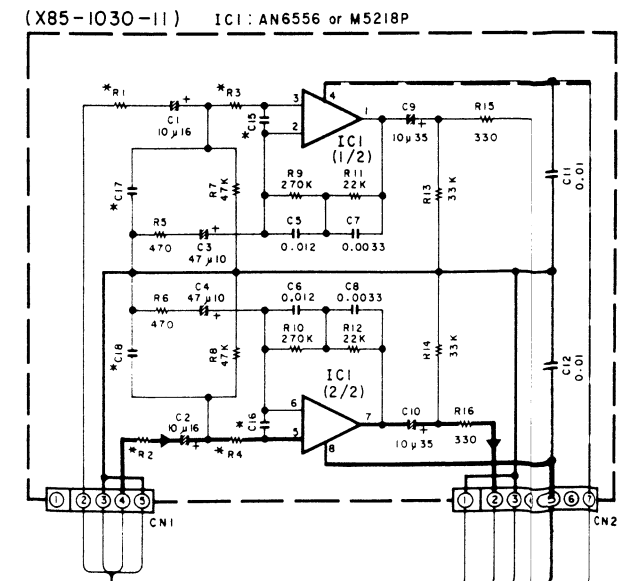 (X85-1030-11) IC1: AN6556 or M5218P
*R1 *R3 4 C9 R15
C1 3 1
10µ16 *C15 2 10µ35 330
IC1
(1/2)
R9 R11
270K 22K
*C17 R7 47K R13 33K C11 0.01
R5 C3 C5 C7
470 47µ10 0.012 0.0033
R6 C4 C6 C8
470 47µ10 0.012 0.0033
R10 R12
270K 22K
*C18 R8 47K R14 33K C12 0.01
IC1
(2/2)
C2 *C16 6 7 C10 R16
10µ16 5 10µ35 330
*R2 *R4 8
1 2 3 4 5 1 2 3 5 6 7
CN1 CN2